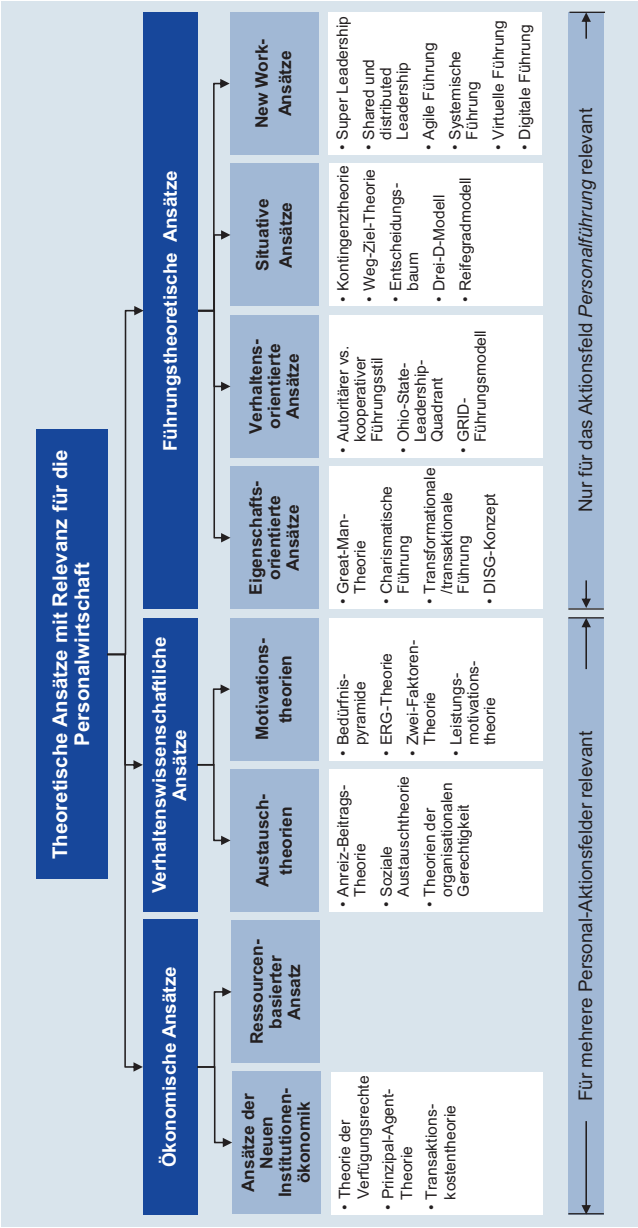 Theoretische Ansätze mit Relevanz für die
Personalwirtschaft
Ökonomische Ansätze
Verhaltenswissenschaftliche
Ansätze
Führungstheoretische Ansätze
Ansätze der
Neuen
Institutionen-
ökonomik
Ressourcen-
basierter
Ansatz
Austausch-
theorien
Motivations-
theorien
Eigenschafts-
orientierte
Ansätze
Verhaltens-
orientierte
Ansätze
Situative
Ansätze
New Work-
Ansätze
• Theorie der
Verfügungsrechte
• Prinzipal-Agent-
Theorie
• Transaktions-
kostentheorie
• Anreiz-Beitrags-
Theorie
• Soziale
Austauschtheorie
• Theorien der
organisationalen
Gerechtigkeit
• Bedürfnis-
pyramide
• ERG-Theorie
• Zwei-Faktoren-
Theorie
• Leistungs-
motivations-
theorie
• Great-Man-
Theorie
• Charismatische
Führung
• Transformationale
/transaktionale
Führung
• DISG-Konzept
• Autoritärer vs.
kooperativer
Führungsstil
• Ohio-State-
Leadership-
Quadrant
• GRID-
Führungsmodell
• Kontingenztheorie
• Weg-Ziel-Theorie
• Entscheidungs-
baum
• Drei-D-Modell
• Reifegradmodell
• Super Leadership
• Shared und
distributed
Leadership
• Agile Führung
• Systemische
Führung
• Virtuelle Führung
• Digitale Führung
Für mehrere Personal-Aktionsfelder relevant
Nur für das Aktionsfeld Personalführung relevant